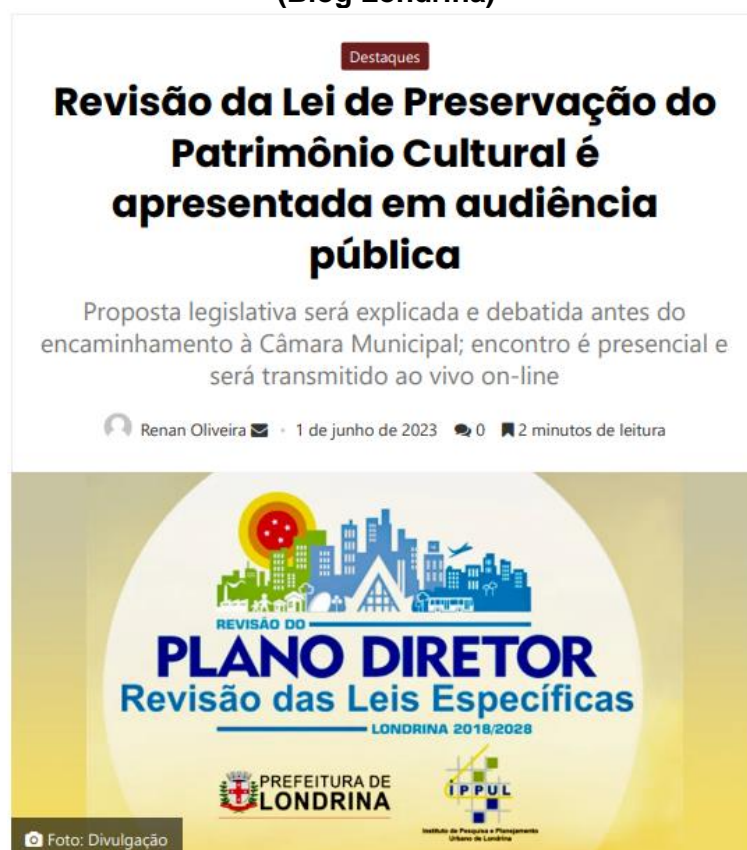 (Blog Londrina)
Destaques
Revisão da Lei de Preservação do
Patrimônio Cultural é
apresentada em audiência
pública
Proposta legislativa será explicada e debatida antes do
encaminhamento à Câmara Municipal; encontro é presencial e
será transmitido ao vivo on-line
Renan Oliveira 1 de junho de 2023 0 2 minutos de leitura
REVISÃO DO
PLANO DIRETOR
Revisão das Leis Específicas
LONDRINA 2018/2028
PREFEITURA DE
LONDRINA
IPPUL
Instituto de Pesquisa e Planejamento
Urbano de Londrina
Foto: Divulgação